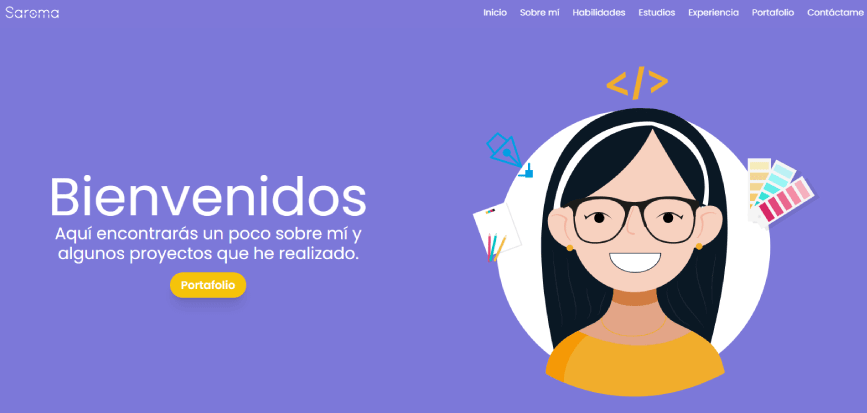 Saroma
Inicio Sobre mí Habilidades Estudios Experiencia Portafolio Contáctame
</>
Bienvenidos
Aquí encontrarás un poco sobre mí y
algunos proyectos que he realizado.
Portafolio